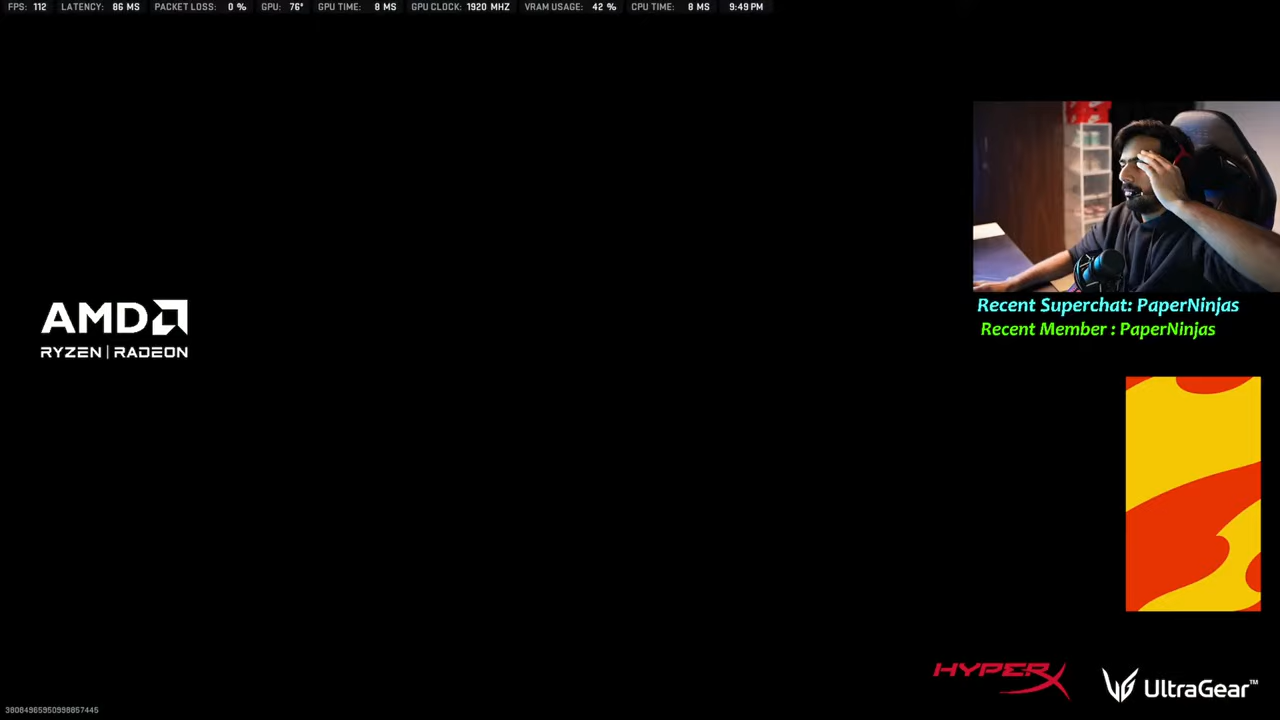 FPS: 112 LATENCY: 86 MS PACKET LOSS: 0 % GPU: 76° GPU TIME: 8 MS GPU CLOCK: 1920 MHZ VRAM USAGE: 42 % CPU TIME: 8 MS 9:49 PM
AMD
RYZEN | RADEON
Recent Superchat: PaperNinjas
Recent Member : PaperNinjas
HYPERX
UltraGear™
38084965950998857445